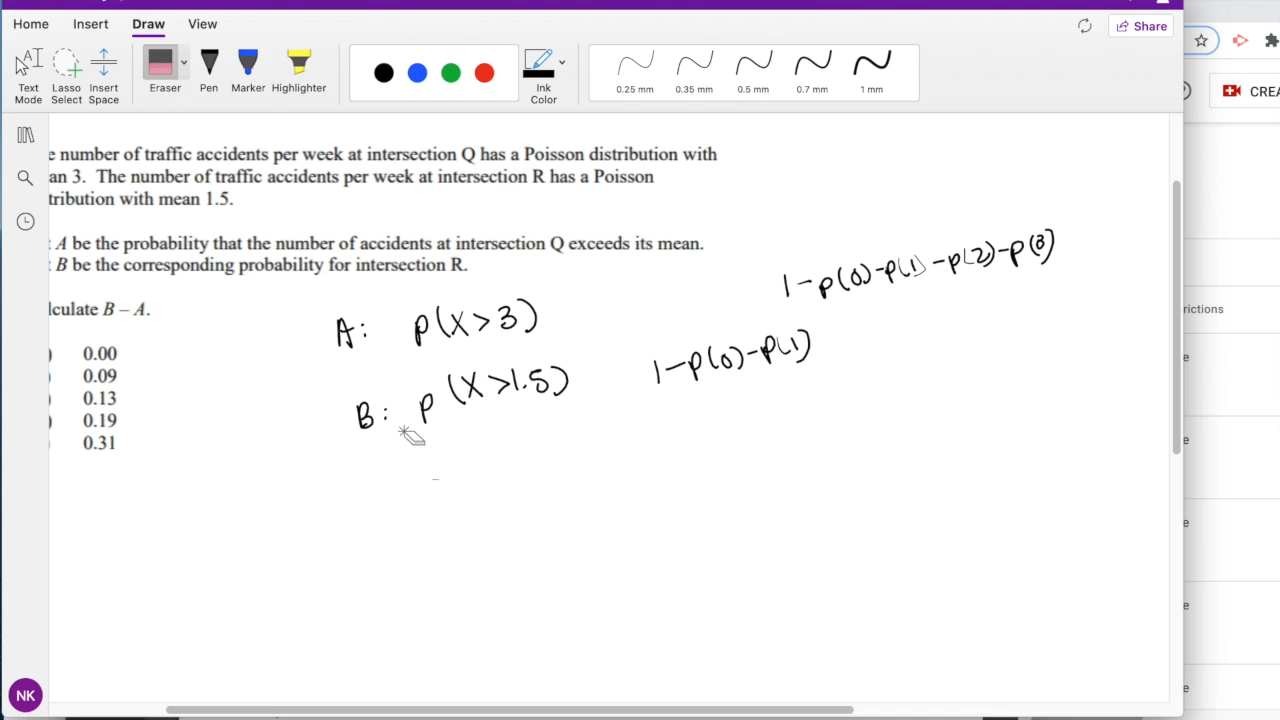 Home Insert Draw View
Share
Text Mode
Lasso Select
Insert Space
Eraser
Pen
Marker
Highlighter
Ink Color
0.25 mm
0.35 mm
0.5 mm
0.7 mm
1 mm
CREA
e number of traffic accidents per week at intersection Q has a Poisson distribution with
an 3. The number of traffic accidents per week at intersection R has a Poisson
tribution with mean 1.5.
: A be the probability that the number of accidents at intersection Q exceeds its mean.
: B be the corresponding probability for intersection R.
lculate B – A.
) 0.00
) 0.09
) 0.13
) 0.19
) 0.31
A: p(X>3)
1-p(0)-p(1)-p(2)-p(3)
B: p(X>1.5)
1-p(0)-p(1)
rictions
e
e
e
e
e
NK